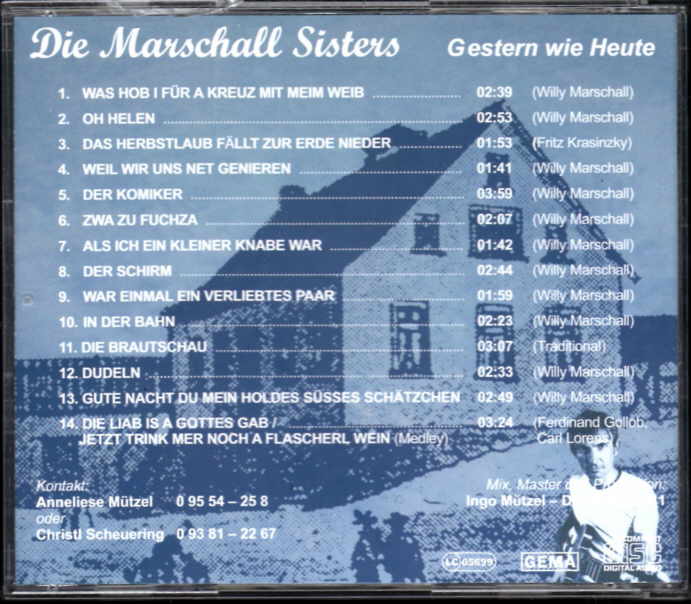 Die Marschall Sisters Gestern wie Heute
1. WAS HOB I FÜR A KREUZ MIT MEIM WEIB 02:39 (Willy Marschall)
2. OH HELEN 02:53 (Willy Marschall)
3. DAS HERBSTLAUB FÄLLT ZUR ERDE NIEDER 01:53 (Fritz Krasinzky)
4. WEIL WIR UNS NET GENIEREN 01:41 (Willy Marschall)
5. DER KOMIKER 03:59 (Willy Marschall)
6. ZWA ZU FUCHZA 02:07 (Willy Marschall)
7. ALS ICH EIN KLEINER KNABE WAR 01:42 (Willy Marschall)
8. DER SCHIRM 02:44 (Willy Marschall)
9. WAR EINMAL EIN VERLIEBTES PAAR 01:59 (Willy Marschall)
10. IN DER BAHN 02:23 (Willy Marschall)
11. DIE BRAUTSCHAU 03:07 (Traditional)
12. DUDELN 02:33 (Willy Marschall)
13. GUTE NACHT DU MEIN HOLDES SÜSSES SCHÄTZCHEN 02:49 (Willy Marschall)
14. DIE LIAB IS A GOTTES GAB / 03:24 (Ferdinand Gollob,
JETZT TRINK MER NOCH A FLASCHERL WEIN (Medley) Carl Lorens)
Kontakt: Mix, Master
Anneliese Mützel 0 95 54 – 25 8 Ingo Mützel –
oder
Christl Scheuering 0 93 81 – 22 67
LC 05699 GEMA COMPACT DISC DIGITAL AUDIO